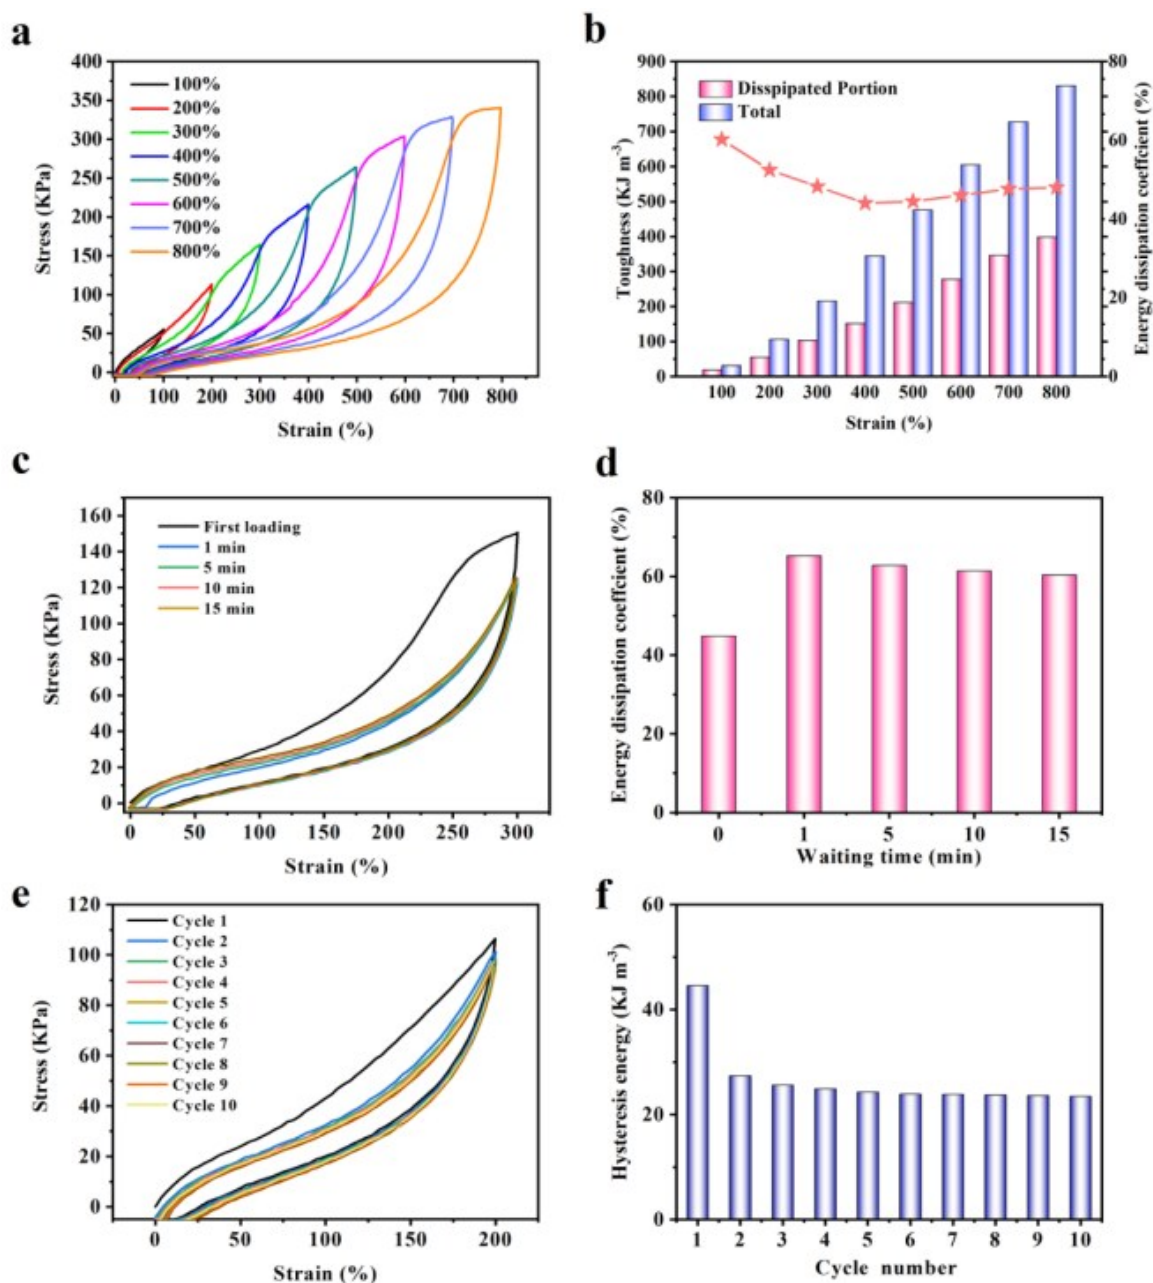 a
400
350
300
250
200
150
100
50
0
Stress (KPa)
100%
200%
300%
400%
500%
600%
700%
800%
0 100 200 300 400 500 600 700 800
Strain (%)
b
900
800
700
600
500
400
300
200
100
0
Toughness (KJ m⁻³)
Disspipated Portion
Total
80
60
40
20
0
Energy dissipation coeffcient (%)
100 200 300 400 500 600 700 800
Strain (%)
c
160
140
120
100
80
60
40
20
0
Stress (KPa)
First loading
1 min
5 min
10 min
15 min
0 50 100 150 200 250 300
Strain (%)
d
80
60
40
20
0
Energy dissipation coeffcient (%)
0 1 5 10 15
Waiting time (min)
e
120
100
80
60
40
20
0
Stress (KPa)
Cycle 1
Cycle 2
Cycle 3
Cycle 4
Cycle 5
Cycle 6
Cycle 7
Cycle 8
Cycle 9
Cycle 10
0 50 100 150 200
Strain (%)
f
60
40
20
0
Hysteresis energy (KJ m⁻³)
1 2 3 4 5 6 7 8 9 10
Cycle number